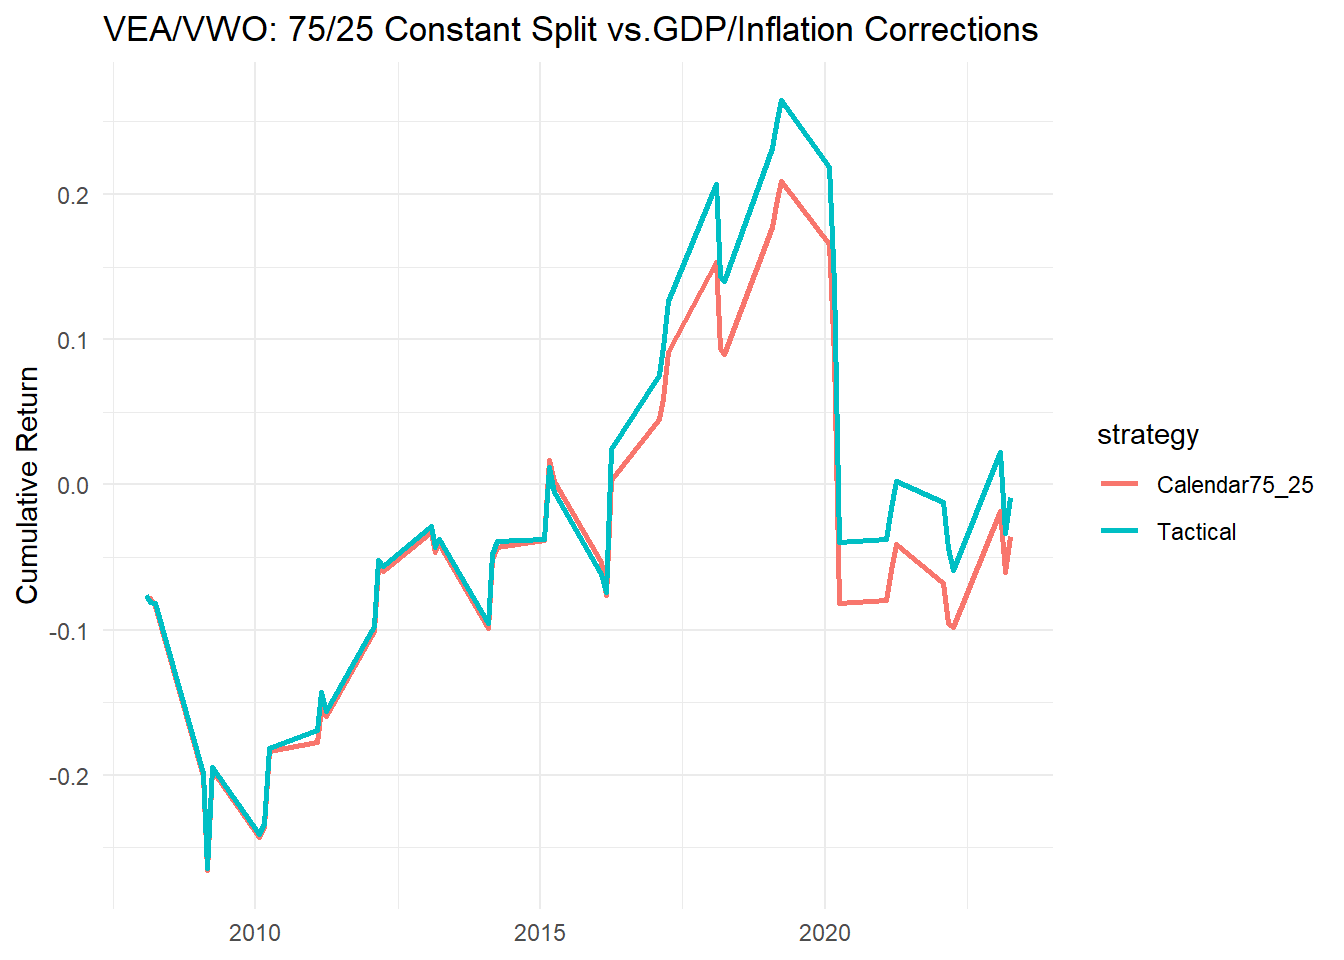 VEA/VWO: 75/25 Constant Split vs.GDP/Inflation Corrections
Cumulative Return
0.2
0.1
0.0
-0.1
-0.2
2010
2015
2020
strategy
Calendar75_25
Tactical